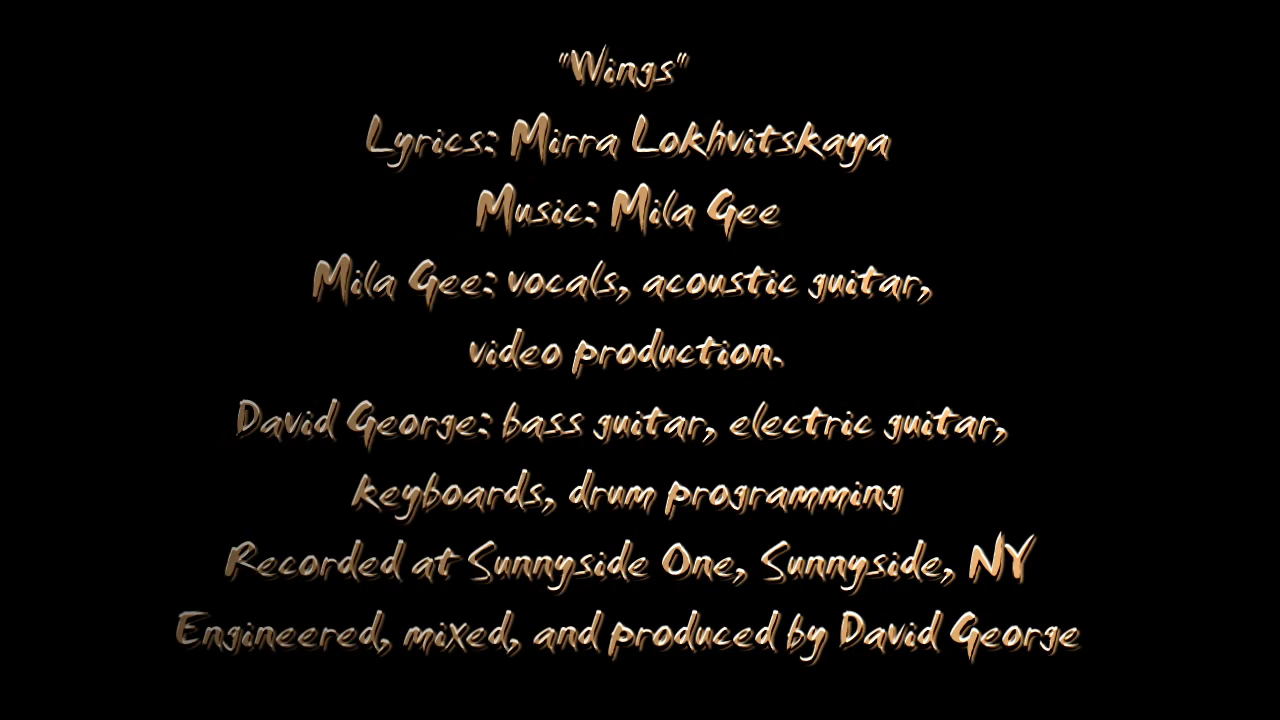 "Wings"
Lyrics: Mirra Lokhvitskaya
Music: Mila Gee
Mila Gee: vocals, acoustic guitar,
video production.
David George: bass guitar, electric guitar,
keyboards, drum programming
Recorded at Sunnyside One, Sunnyside, NY
Engineered, mixed, and produced by David George